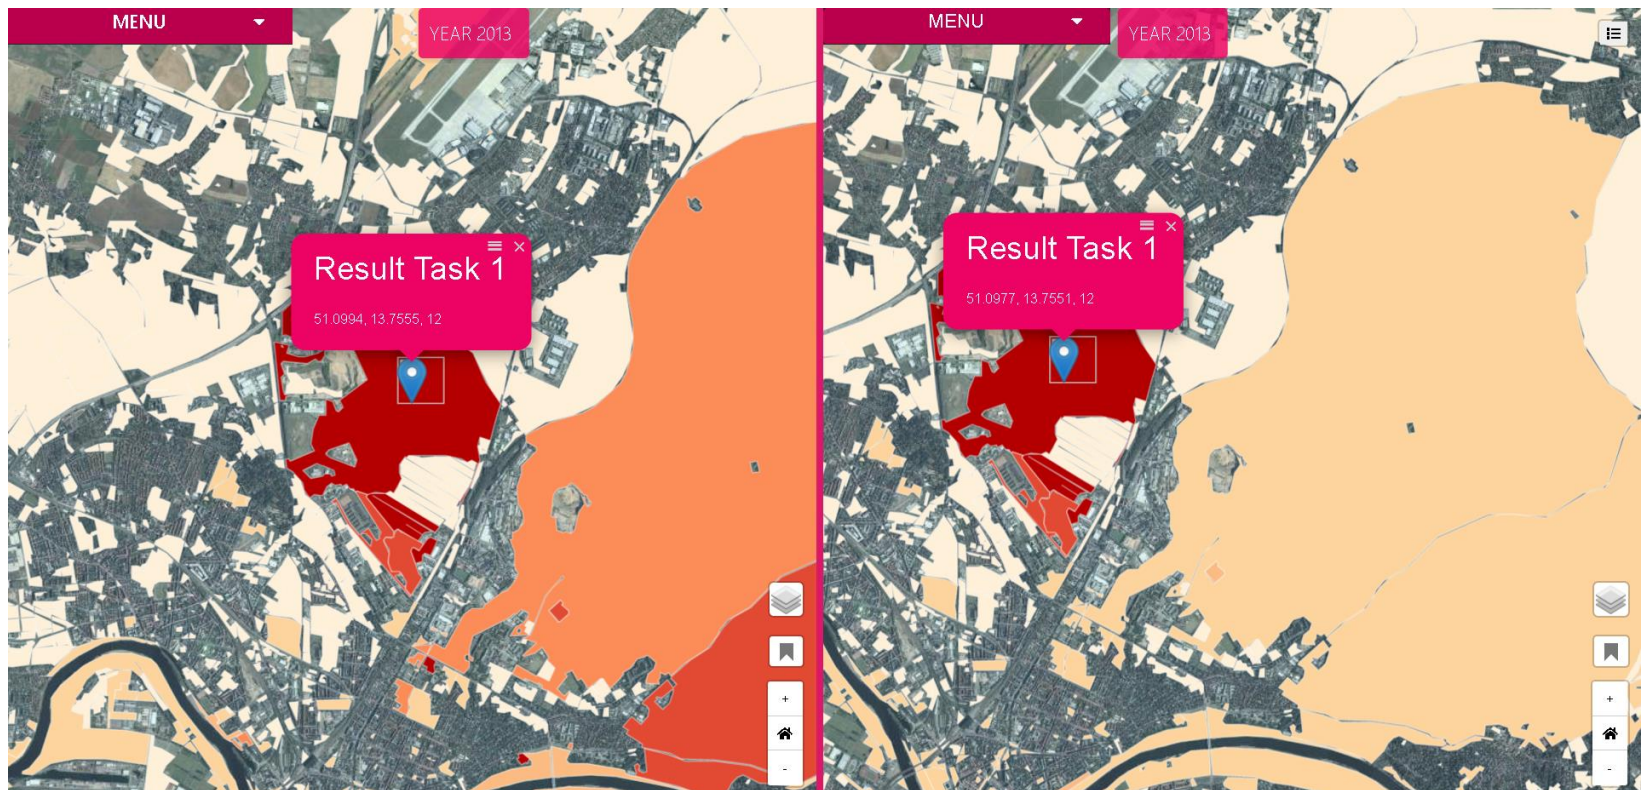 MENU
YEAR 2013
Result Task 1
51.0994, 13.7555, 12
+
-
MENU
YEAR 2013
Result Task 1
51.0977, 13.7551, 12
+
-